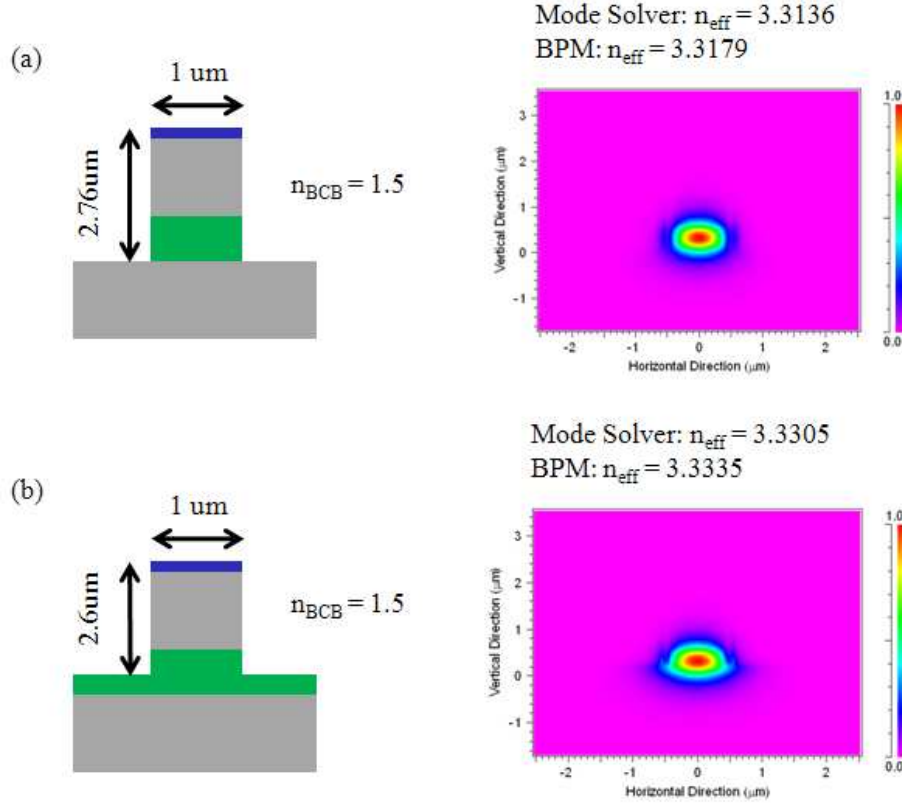 (a)
1 um
2.76um
n_BCB = 1.5
Mode Solver: n_eff = 3.3136
BPM: n_eff = 3.3179
1.0
0.0
Vertical Direction (μm)
3
2
1
0
-1
-2
-1
0
1
2
Horizontal Direction (μm)
(b)
1 um
2.6um
n_BCB = 1.5
Mode Solver: n_eff = 3.3305
BPM: n_eff = 3.3335
1.0
0.0
Vertical Direction (μm)
3
2
1
0
-1
-2
-1
0
1
2
Horizontal Direction (μm)